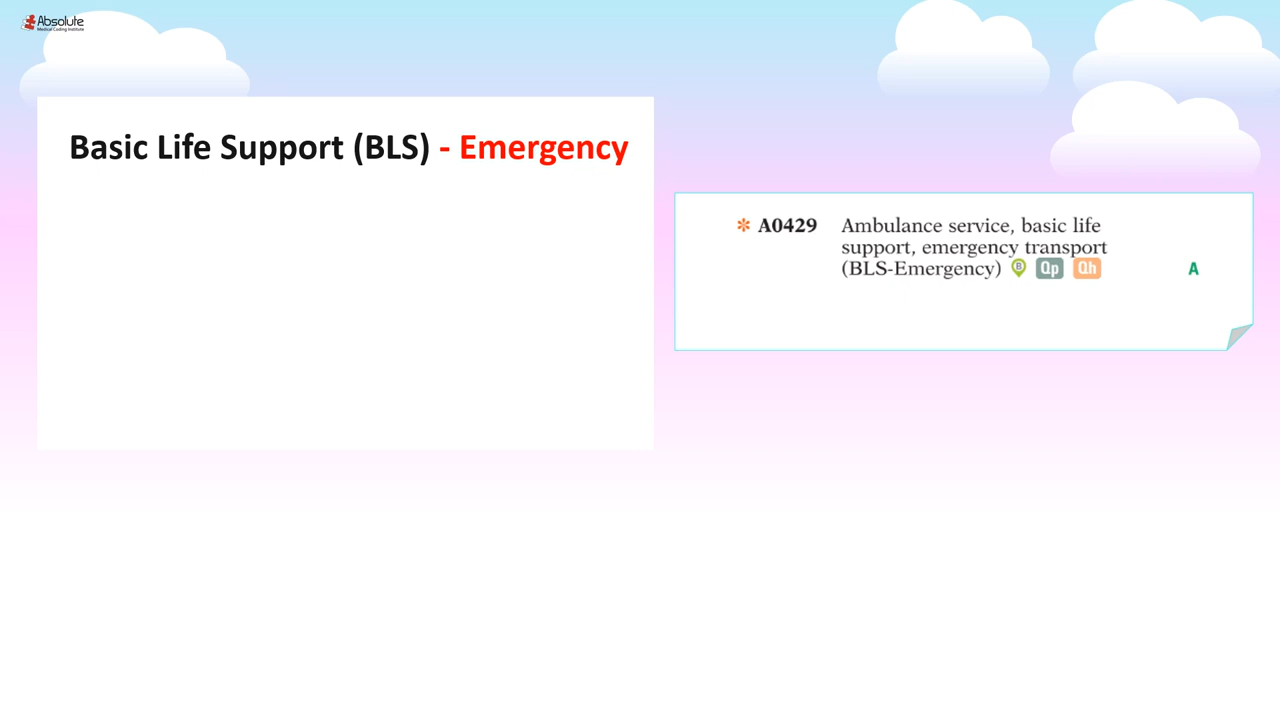 Absolute
Medical Coding Institute
Basic Life Support (BLS) - Emergency
✻ A0429 Ambulance service, basic life
support, emergency transport
(BLS-Emergency) B Qp Qh A